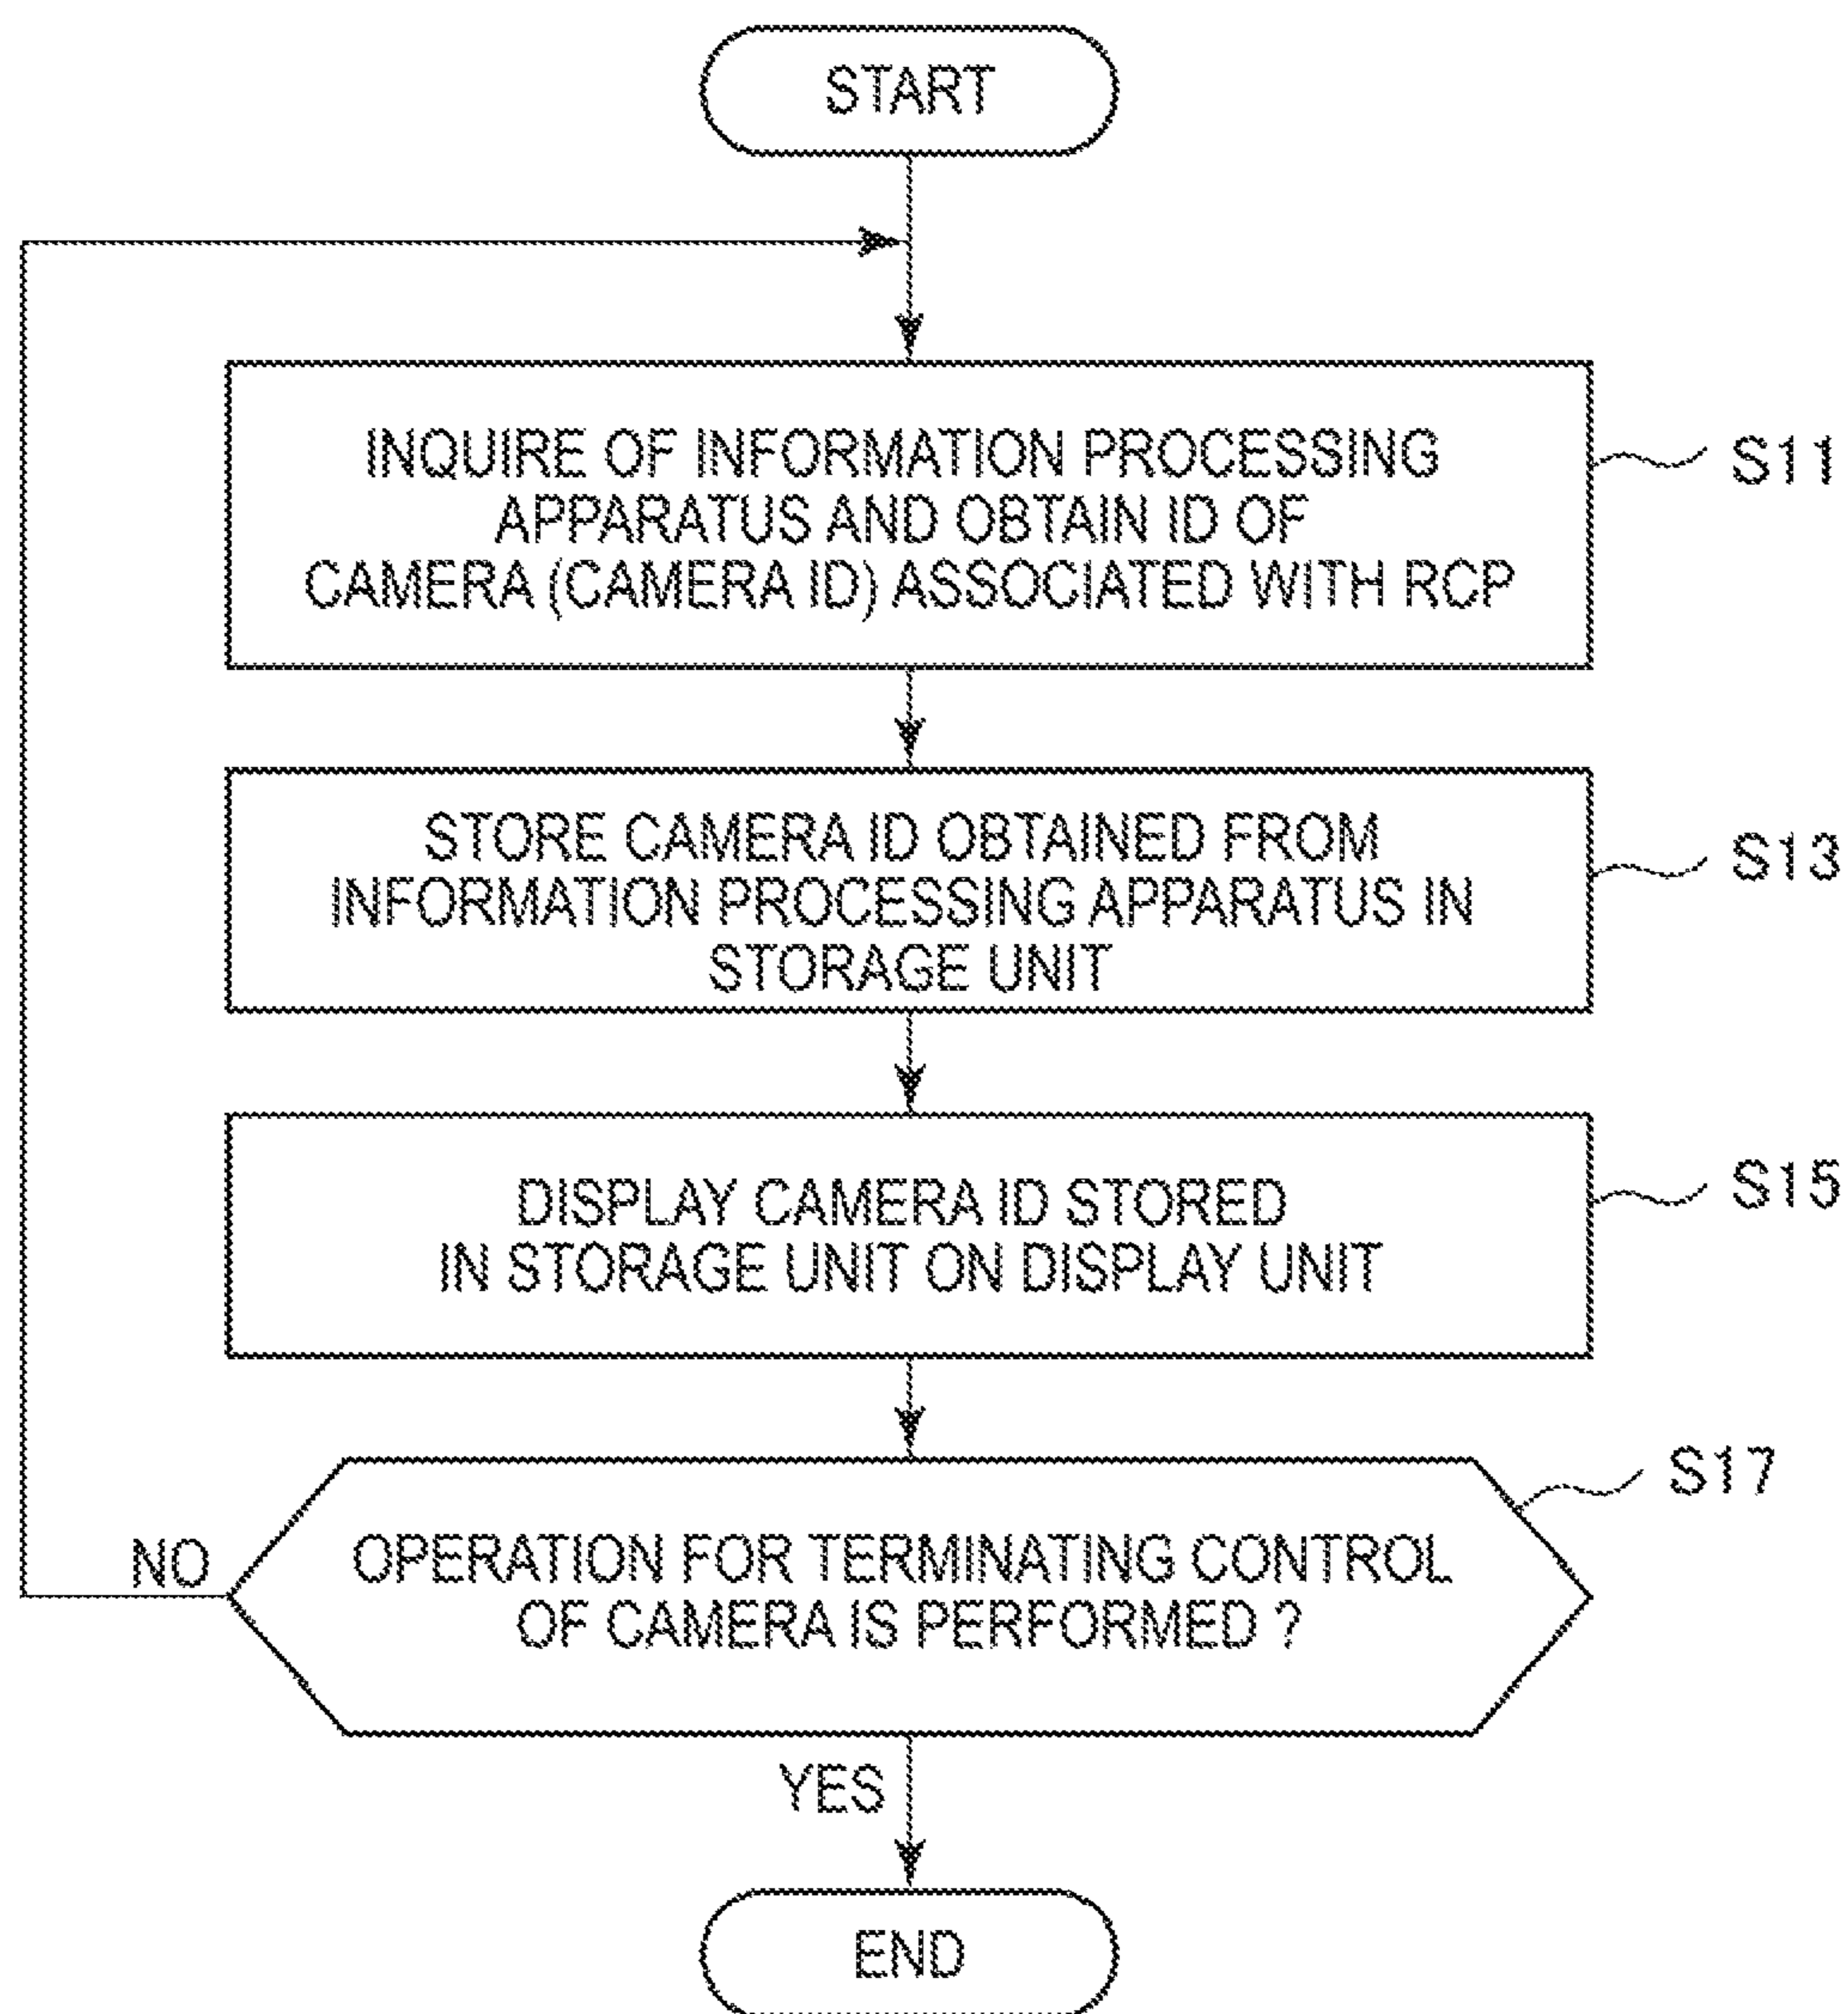 START
INQUIRE OF INFORMATION PROCESSING
APPARATUS AND OBTAIN ID OF
CAMERA (CAMERA ID) ASSOCIATED WITH RCP
S11
STORE CAMERA ID OBTAINED FROM
INFORMATION PROCESSING APPARATUS IN
STORAGE UNIT
S13
DISPLAY CAMERA ID STORED
IN STORAGE UNIT ON DISPLAY UNIT
S15
OPERATION FOR TERMINATING CONTROL
OF CAMERA IS PERFORMED ?
S17
NO
YES
END